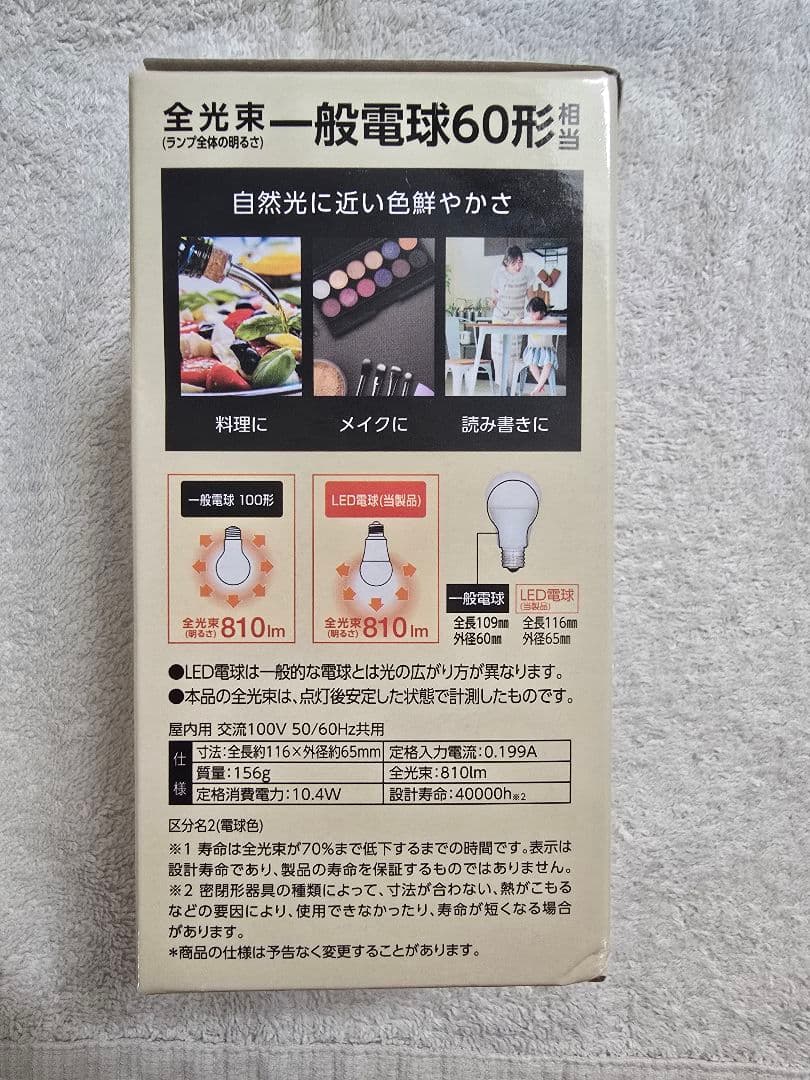 全光束
(ランプ全体の明るさ)
一般電球60形相当
自然光に近い色鮮やかさ
料理に メイクに 読み書きに
一般電球 100形
全光束
(明るさ)
810lm
LED電球(当製品)
全光束
(明るさ)
810lm
一般電球
全長109mm
外径60mm
LED電球
(当製品)
全長116mm
外径65mm
●LED電球は一般的な電球とは光の広がり方が異なります。
●本品の全光束は、点灯後安定した状態で計測したものです。
屋内用 交流100V 50/60Hz共用
仕様
寸法:全長約116×外径約65mm 定格入力電流:0.199A
質量:156g 全光束:810lm
定格消費電力:10.4W 設計寿命:40000h※2
区分名2(電球色)
※1 寿命は全光束が70%まで低下するまでの時間です。表示は
設計寿命であり、製品の寿命を保証するものではありません。
※2 密閉形器具の種類によって、寸法が合わない、熱がこもる
などの要因により、使用できなかったり、寿命が短くなる場合
があります。
*商品の仕様は予告なく変更することがあります。